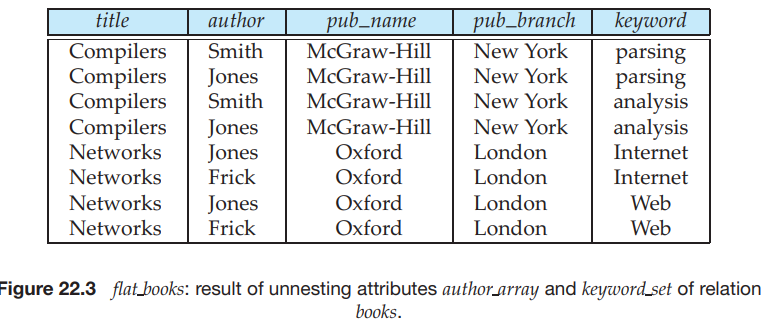 title author pub_name pub_branch keyword
Compilers Smith McGraw-Hill New York parsing
Compilers Jones McGraw-Hill New York parsing
Compilers Smith McGraw-Hill New York analysis
Compilers Jones McGraw-Hill New York analysis
Networks Jones Oxford London Internet
Networks Frick Oxford London Internet
Networks Jones Oxford London Web
Networks Frick Oxford London Web
Figure 22.3 flat_books: result of unnesting attributes author_array and keyword_set of relation
books.